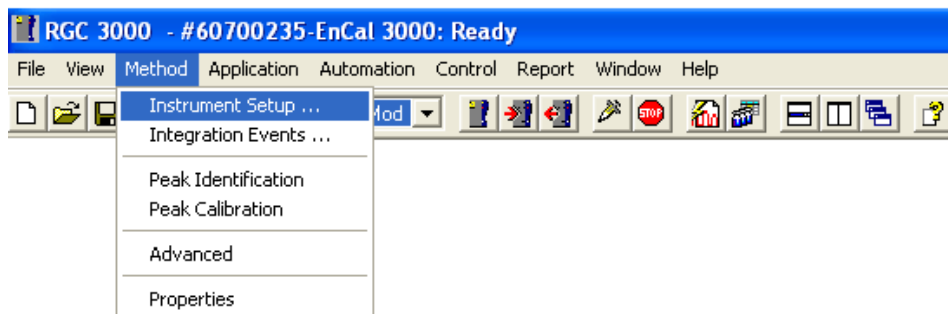 RGC 3000 - #60700235-EnCal 3000: Ready
File View Method Application Automation Control Report Window Help
Instrument Setup ...
Mod
STOP
Integration Events ...
Peak Identification
Peak Calibration
Advanced
Properties